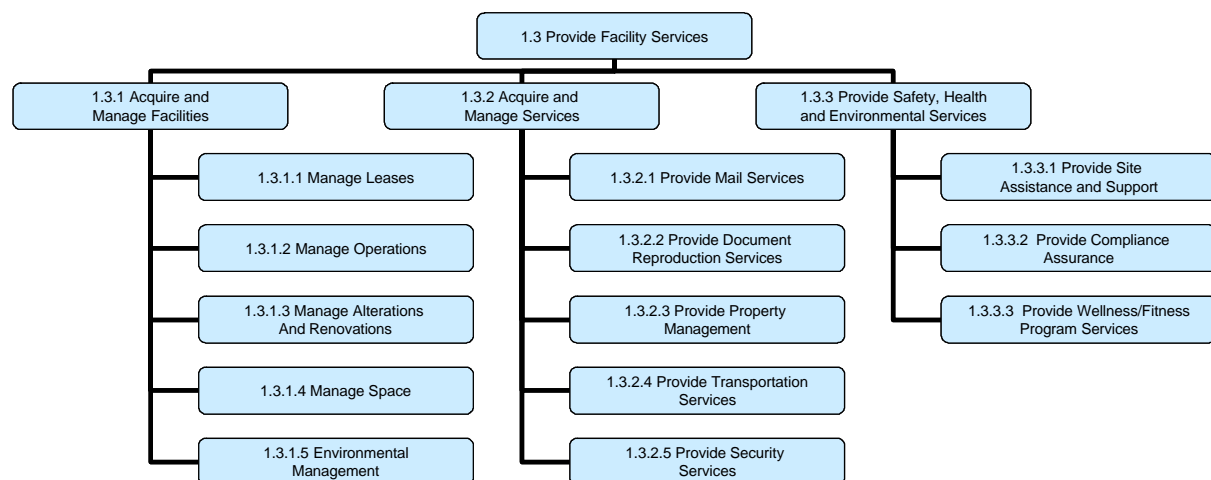 1.3 Provide Facility Services
1.3.1 Acquire and
Manage Facilities
1.3.2 Acquire and
Manage Services
1.3.3 Provide Safety, Health
and Environmental Services
1.3.1.1 Manage Leases
1.3.1.2 Manage Operations
1.3.1.3 Manage Alterations
And Renovations
1.3.1.4 Manage Space
1.3.1.5 Environmental
Management
1.3.2.1 Provide Mail Services
1.3.2.2 Provide Document
Reproduction Services
1.3.2.3 Provide Property
Management
1.3.2.4 Provide Transportation
Services
1.3.2.5 Provide Security
Services
1.3.3.1 Provide Site
Assistance and Support
1.3.3.2  Provide Compliance
Assurance
1.3.3.3  Provide Wellness/Fitness
Program Services